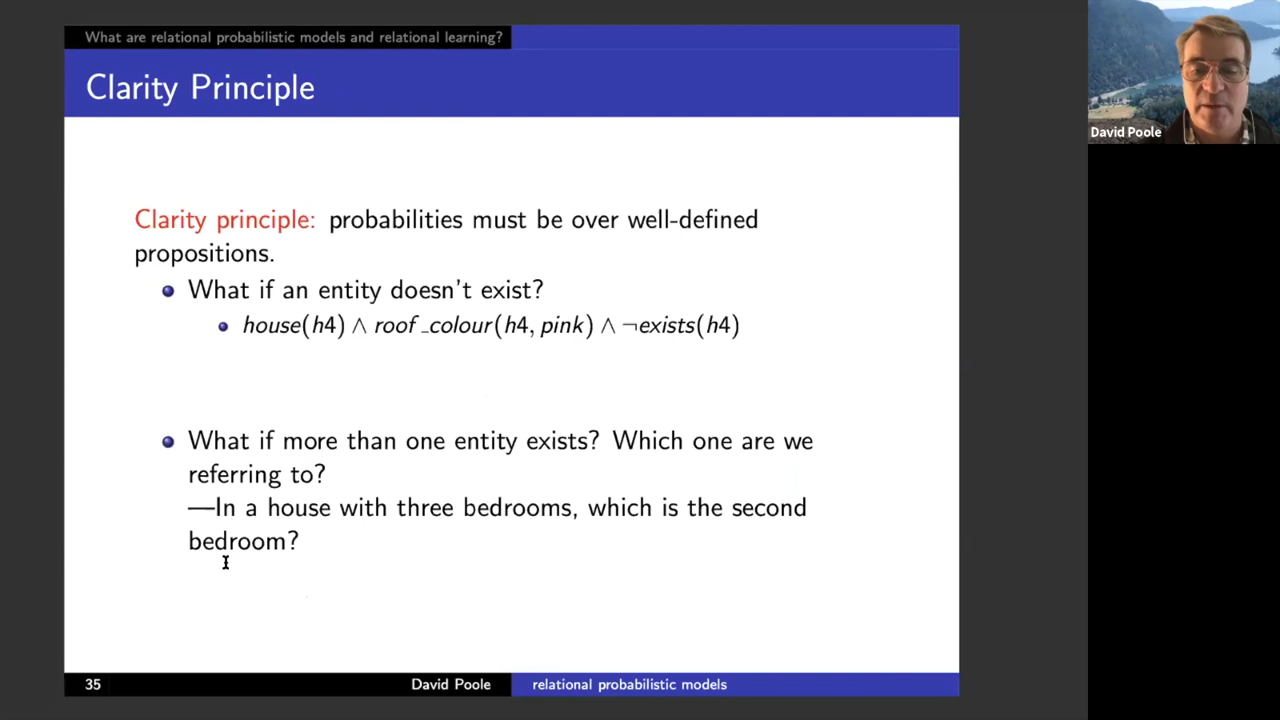 What are relational probabilistic models and relational learning?
Clarity Principle
Clarity principle: probabilities must be over well-defined
propositions.
What if an entity doesn't exist?
house(h4) ∧ roof_colour(h4, pink) ∧ ¬exists(h4)
What if more than one entity exists? Which one are we
referring to?
—In a house with three bedrooms, which is the second
bedroom?
35 David Poole relational probabilistic models
David Poole